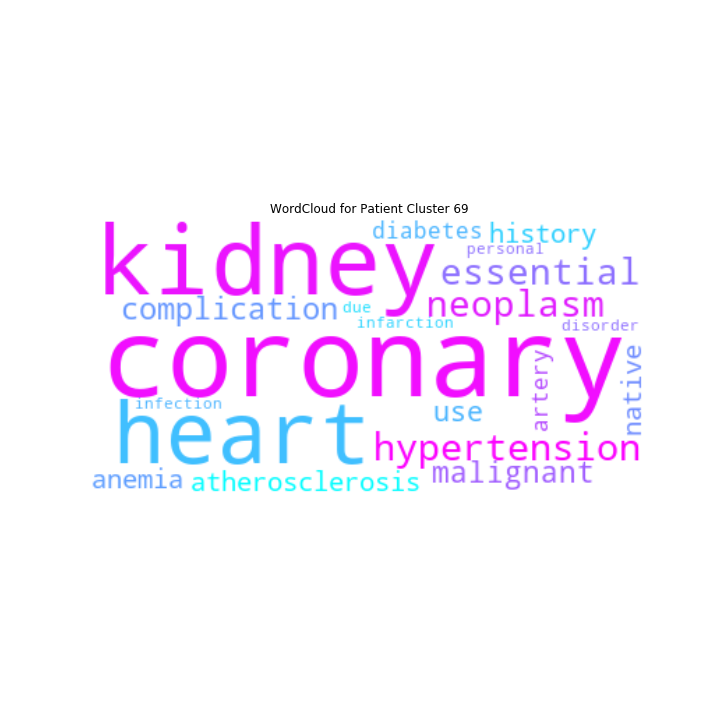 WordCloud for Patient Cluster 69
kidney
diabetes
history
personal
essential
complication
due
neoplasm
infarction
disorder
coronary
artery
native
infection
heart
use
hypertension
malignant
anemia
atherosclerosis